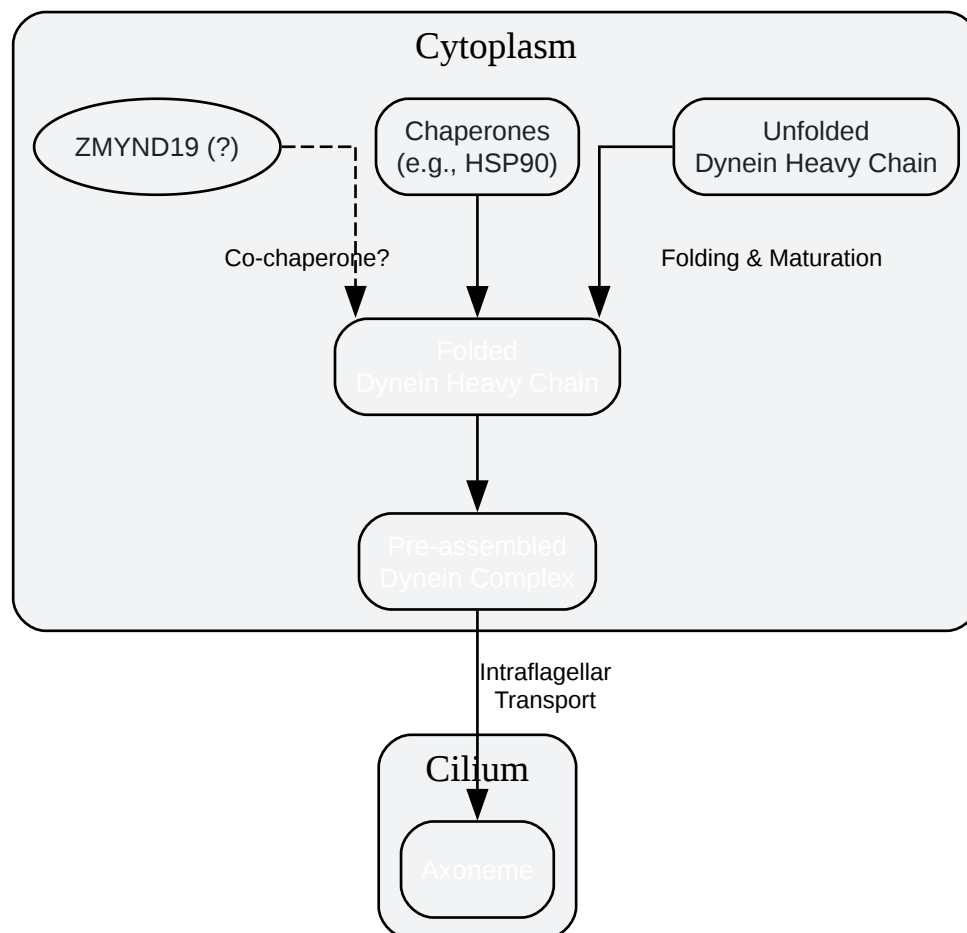 Cytoplasm
ZMYND19 (?)
Chaperones
(e.g., HSP90)
Unfolded
Dynein Heavy Chain
Co-chaperone?
Folding & Maturation
Folded
Dynein Heavy Chain
Pre-assembled
Dynein Complex
Intraflagellar
Transport
Cilium
Axoneme